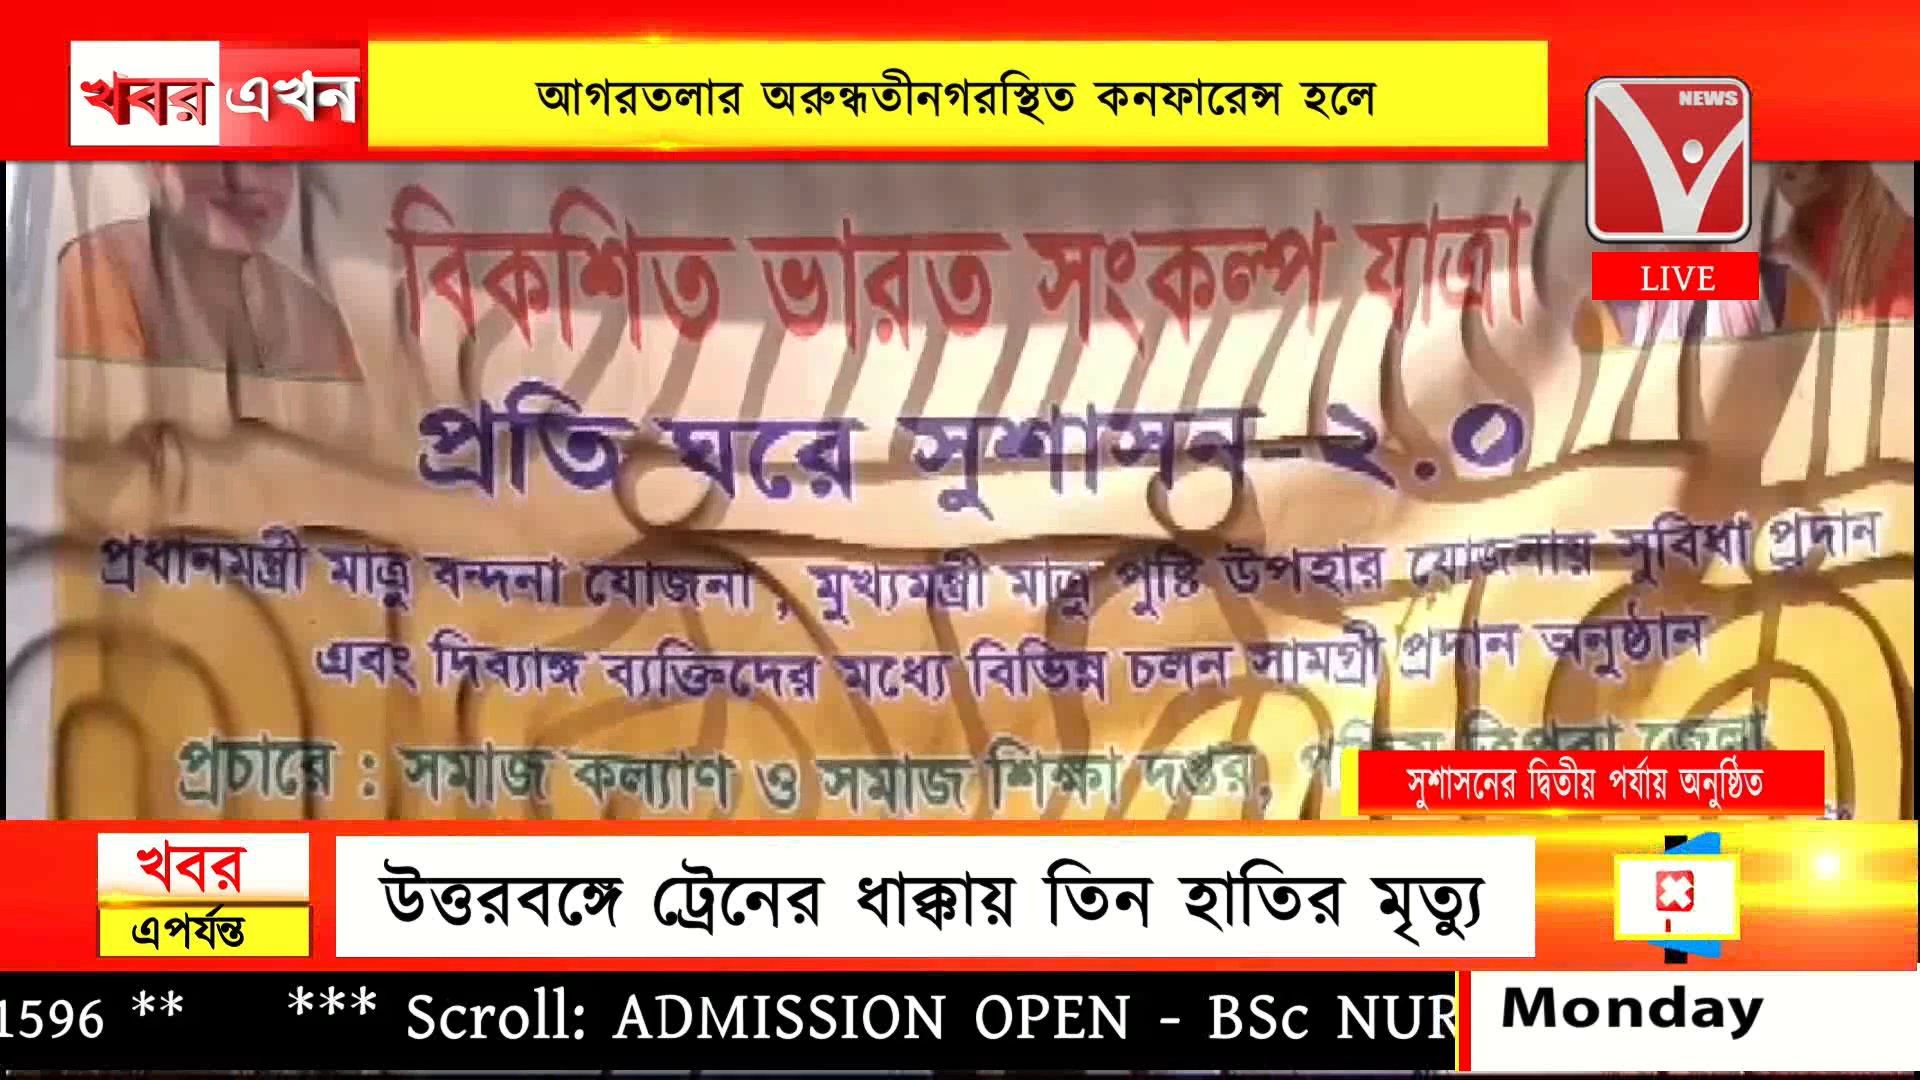 খবর এখন
আগরতলার অরুন্ধতীনগরস্থিত কনফারেন্স হলে
NEWS
LIVE
বিকশিত ভারত সংকল্প যাত্রা
প্রতি ঘরে সুশাসন-২.০
প্রধানমন্ত্রী মাতৃ বন্দনা যোজনা , মুখ্যমন্ত্রী মাতৃ পুষ্টি উপহার যোজনায় সুবিধা প্রদান
এবং দিব্যাঙ্গ ব্যক্তিদের মধ্যে বিভিন্ন চলন সামগ্রী প্রদান অনুষ্ঠান
প্রচারে : সমাজ কল্যাণ ও সমাজ শিক্ষা দপ্তর, পশ্চিম ত্রিপুরা জেলা
সুশাসনের দ্বিতীয় পর্যায় অনুষ্ঠিত
খবর
এপর্যন্ত
উত্তরবঙ্গে ট্রেনের ধাক্কায় তিন হাতির মৃত্যু
1596 ** *** Scroll: ADMISSION OPEN - BSc NUR
Monday